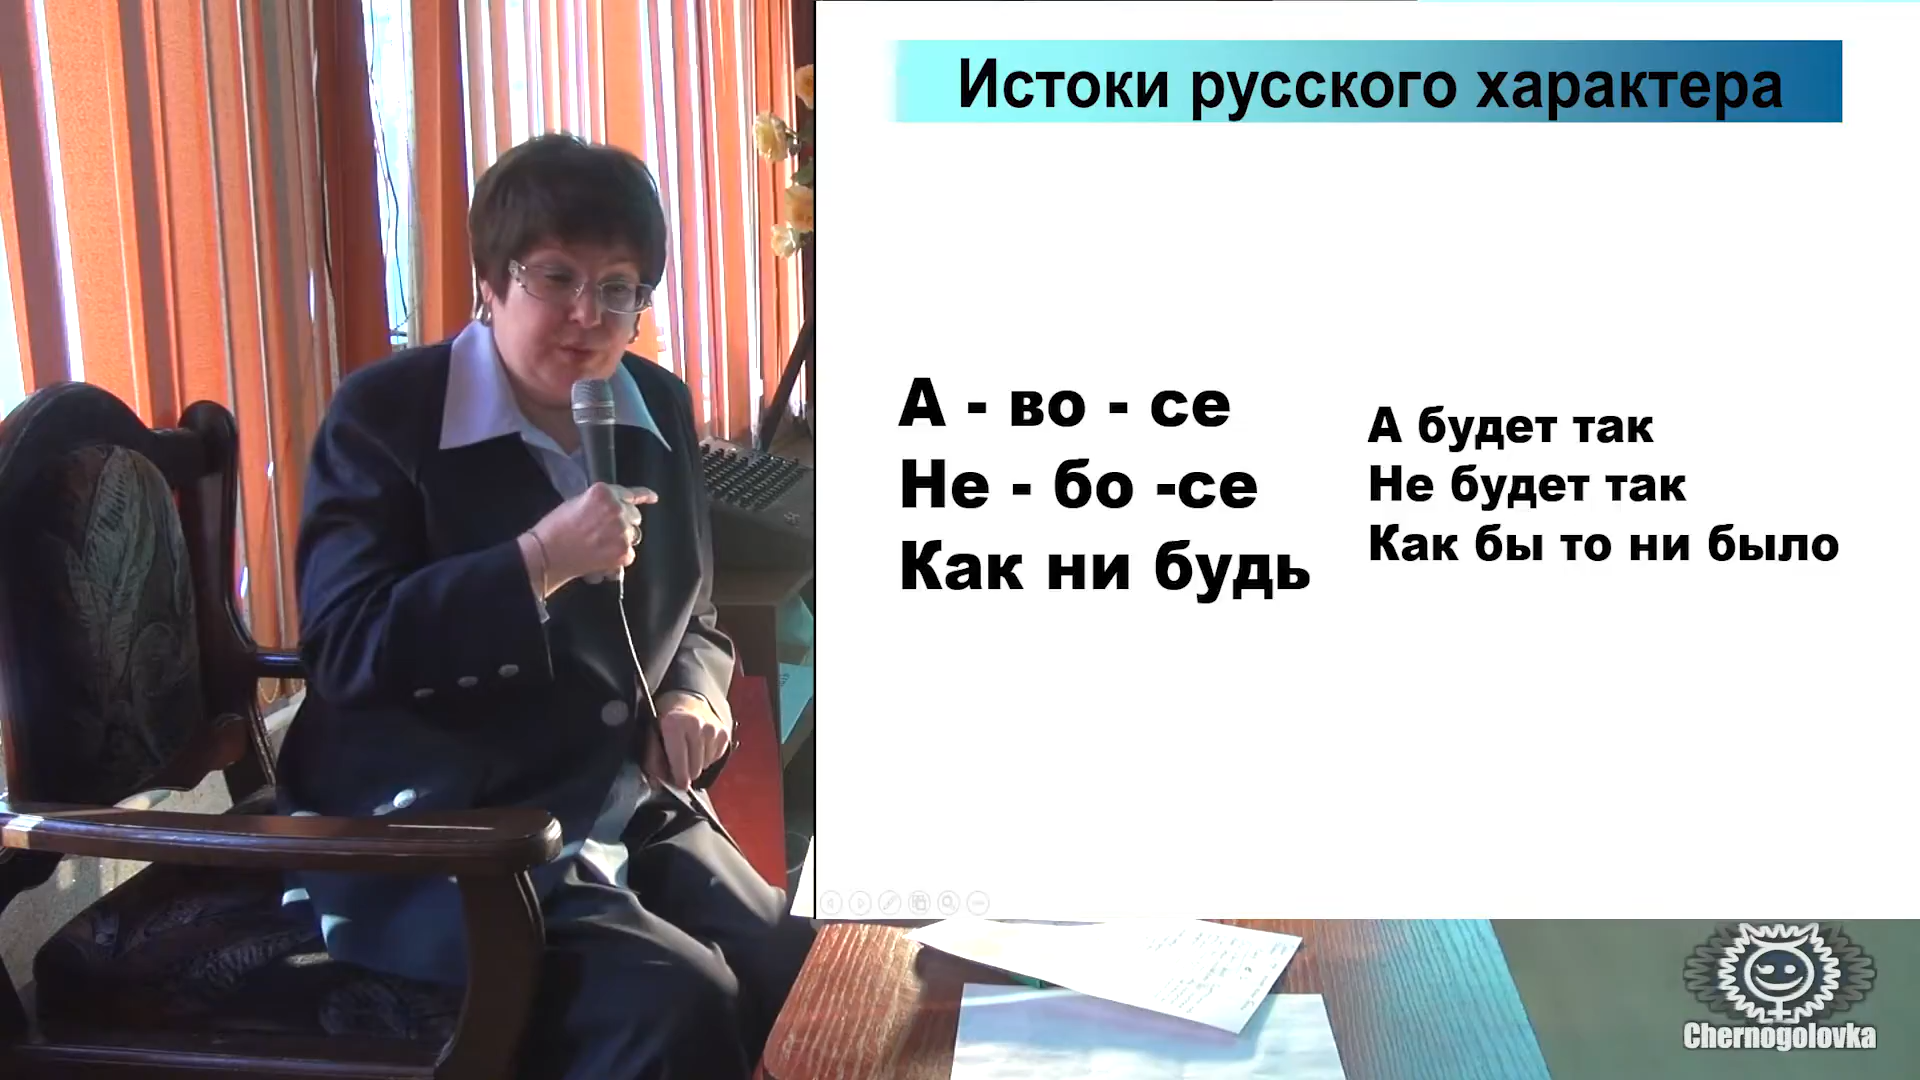 Истоки русского характера
А - во - се
Не - бо -се
Как ни будь
А будет так
Не будет так
Как бы то ни было
Chernogolovka